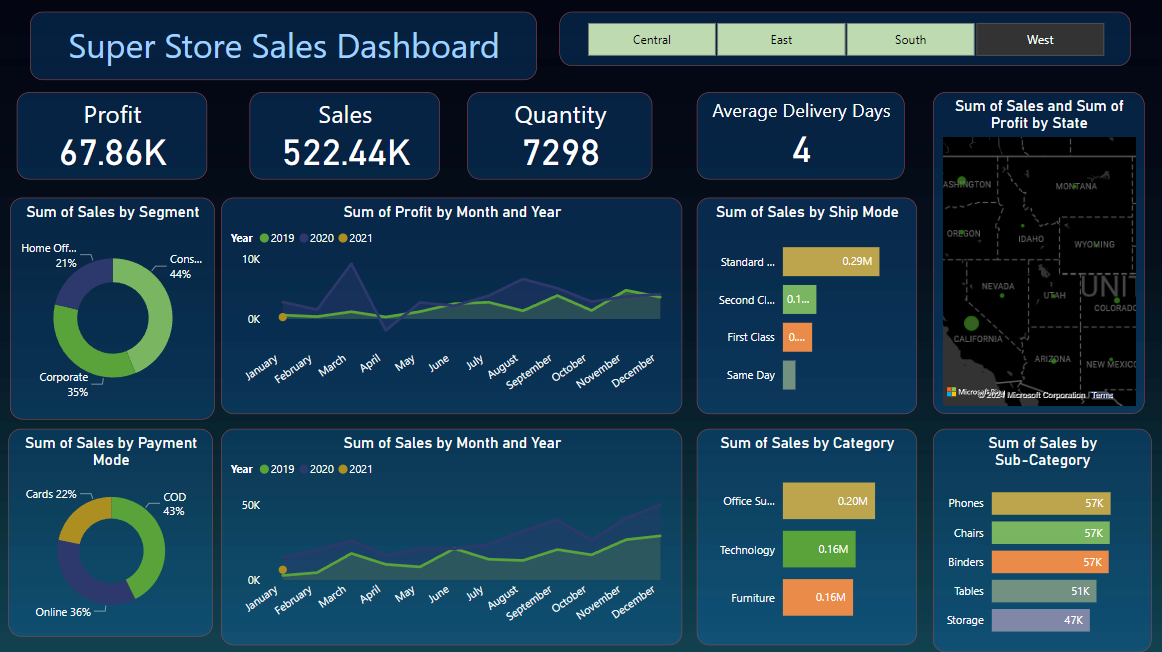 Super Store Sales Dashboard
Central
East
South
West
Profit
67.86K
Sales
522.44K
Quantity
7298
Average Delivery Days
4
Sum of Sales and Sum of
Profit by State
WASHINGTON
MONTANA
OREGON
IDAHO
WYOMING
NEVADA
UTAH
UNIT
COLORADO
CALIFORNIA
ARIZONA
NEW MEXICO
Microsoft
Microsoft Corporation
Terms
Sum of Sales by Segment
Home Off...
21%
Cons...
44%
Corporate
35%
Sum of Profit by Month and Year
Year 2019 2020 2021
10K
0K
January
February
March
April
May
June
July
August
September
October
November
December
Sum of Sales by Ship Mode
Standard ...
0.29M
Second Cl...
0.1...
First Class
0....
Same Day
Sum of Sales by Payment
Mode
Cards 22%
COD
43%
Online 36%
Sum of Sales by Month and Year
Year 2019 2020 2021
50K
0K
January
February
March
April
May
June
July
August
September
October
November
December
Sum of Sales by Category
Office Su...
0.20M
Technology
0.16M
Furniture
0.16M
Sum of Sales by
Sub-Category
Phones
57K
Chairs
57K
Binders
57K
Tables
51K
Storage
47K